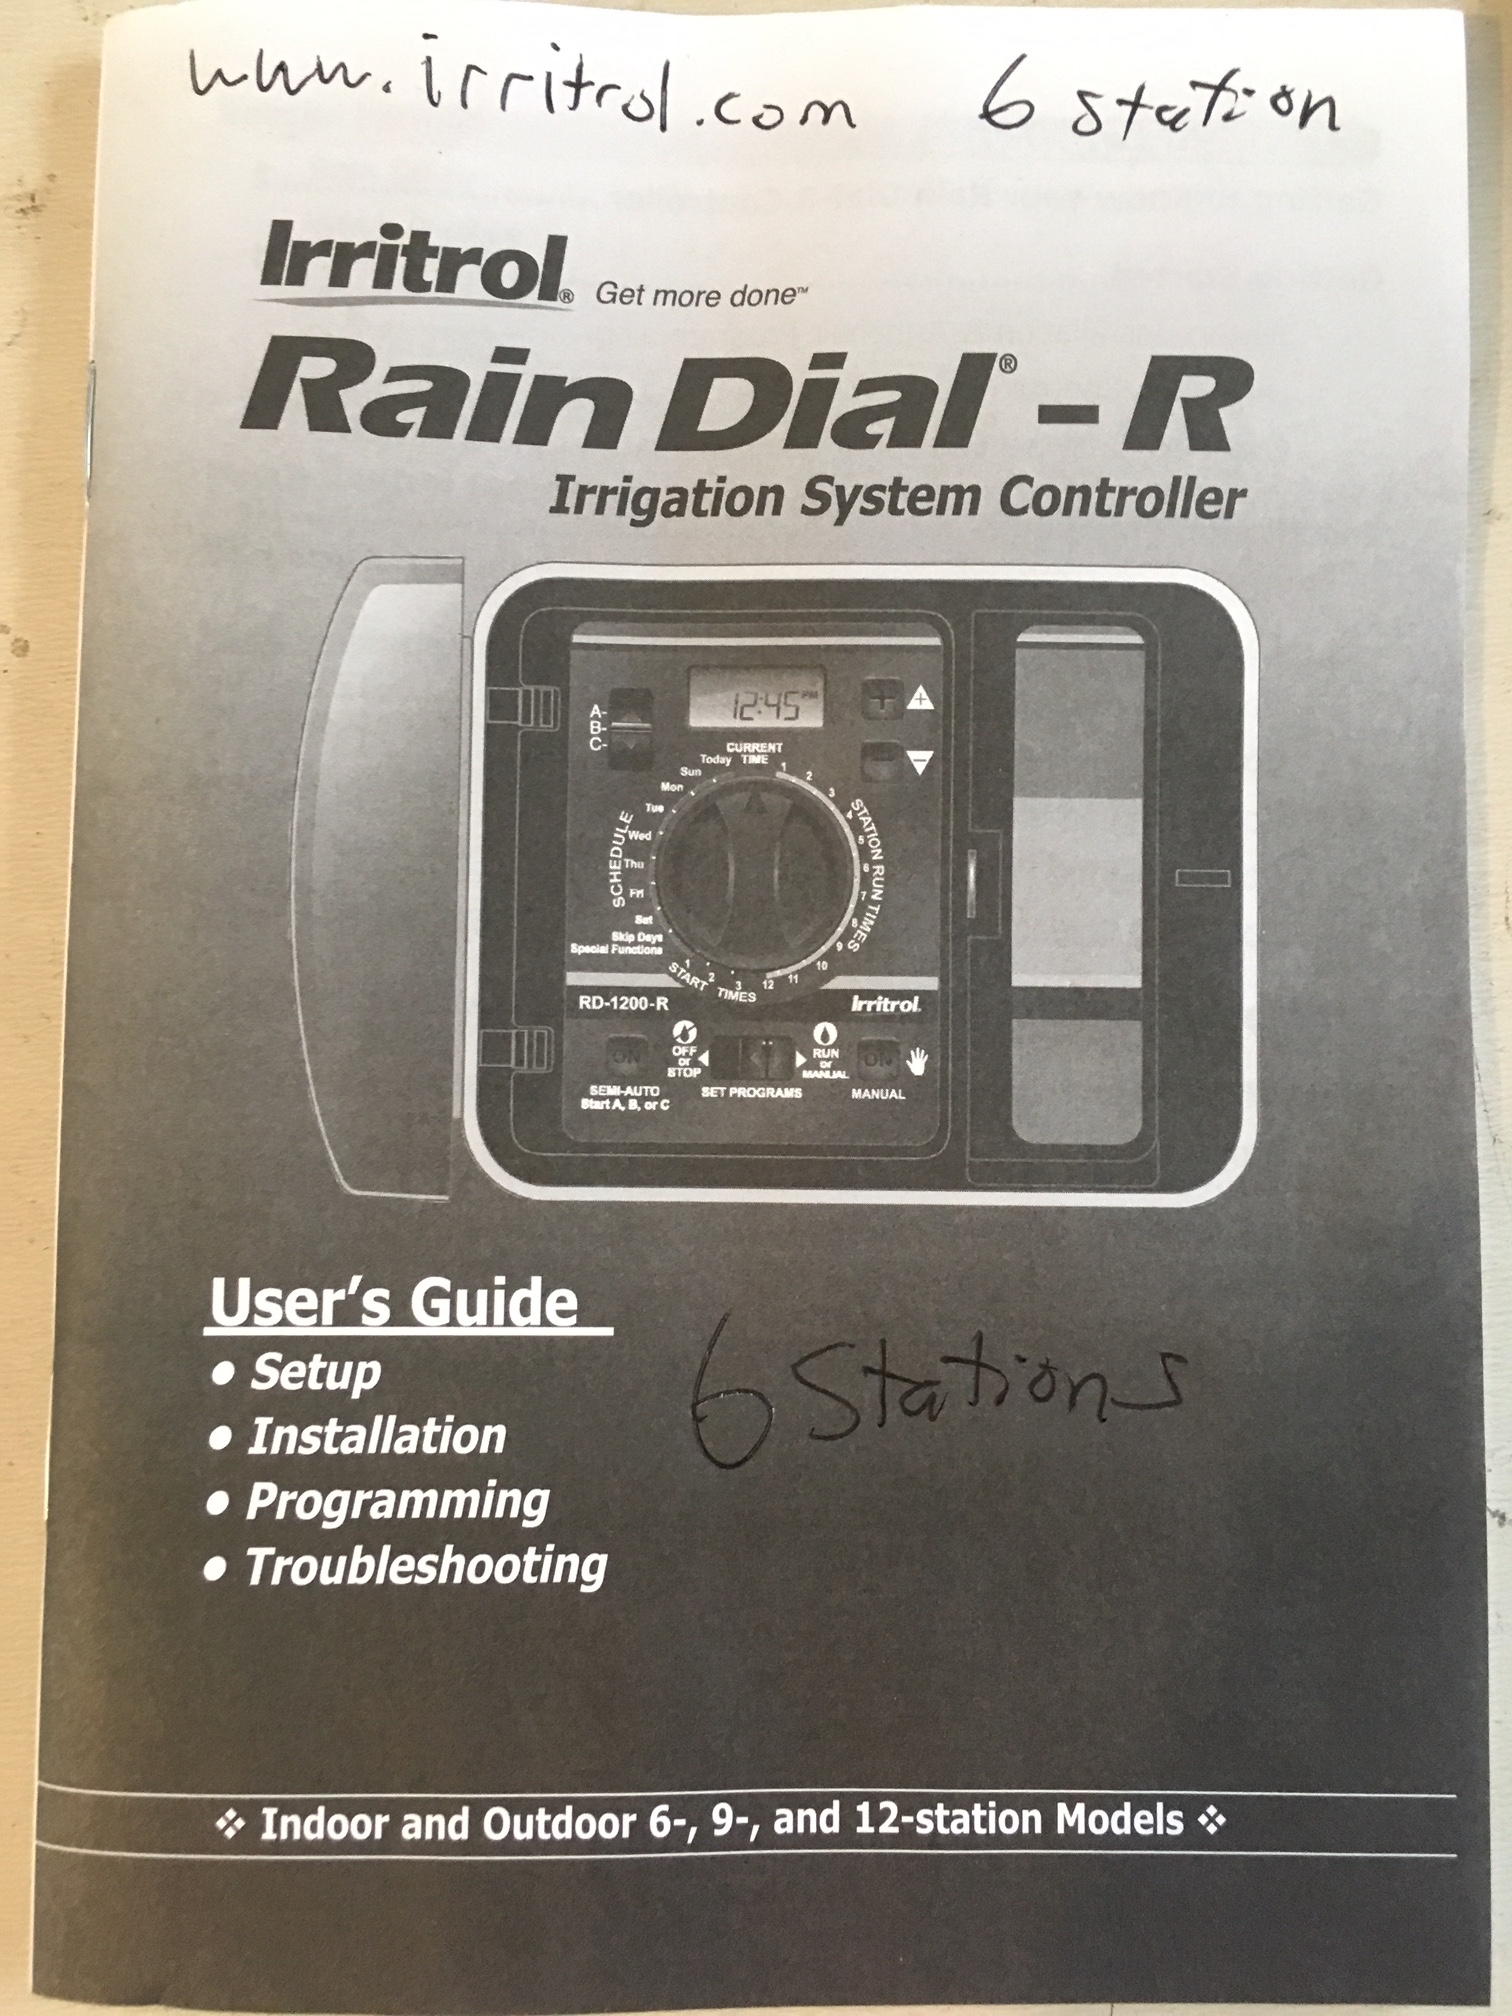 www.irritrol.com 6 station
Irritrol® Get more done™
Rain Dial® - R
Irrigation System Controller
12:45 PM
A-
B-
C-
+ +
- -
CURRENT
TIME
Today
Sun
Mon
Tue
Wed
Thu
Fri
Sat
Skip Days
Special Functions
SCHEDULE
1
2
3
4
5
6
7
8
9
10
11
12
STATION RUN TIMES
1
2
3
START TIMES
RD-1200-R Irritrol.
ON
OFF
or
STOP
RUN
or
MANUAL
ON
SEMI-AUTO
Start A, B, or C
SET PROGRAMS
MANUAL
User's Guide
6 Stations
• Setup
• Installation
• Programming
• Troubleshooting
❖ Indoor and Outdoor 6-, 9-, and 12-station Models ❖